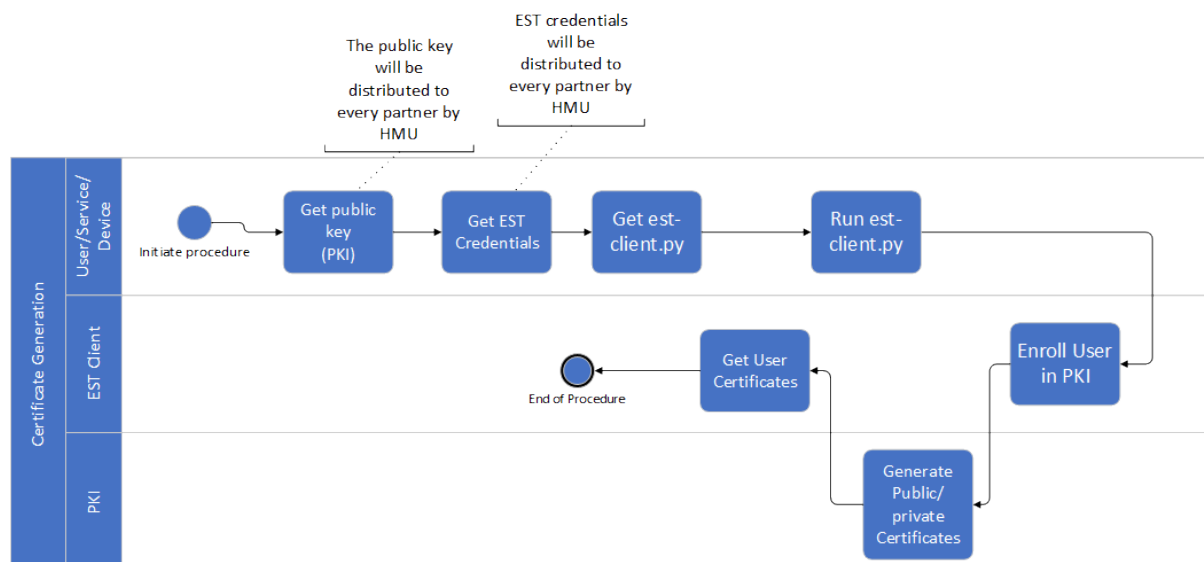 The public key
will be
distributed to
every partner by
HMU
EST credentials
will be
distributed to
every partner by
HMU
Certificate Generation
User/Service/
Device
Initiate procedure
Get public
key
(PKI)
Get EST
Credentials
Get est-
client.py
Run est-
client.py
EST Client
End of Procedure
Get User
Certificates
Enroll User
in PKI
PKI
Generate
Public/
private
Certificates